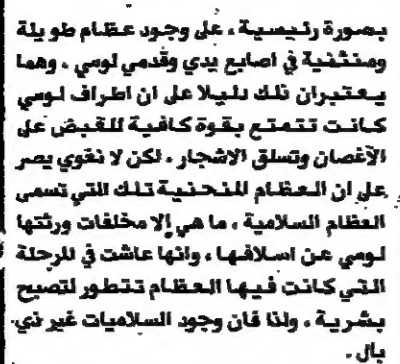 بصورة رئيسية ، على وجود عظام طويلة
ومنثنية في اصابع يدي وقدمي لوسي ، وهما
يعتبران ذلك دليلا على ان اطراف لوسي
كانت تتمتع بقوة كافية للقبض على
الأغصان وتسلق الاشجار ، لكن لا نغوي يصر
على ان العظام المنحنية تلك التي تسمى
العظام السلامية ، ما هي إلا مخلفات ورثتها
لوسي عن اسلافها ، وانها عاشت في المرحلة
التي كانت فيها العظام تتطور لتصبح
بشرية ، ولذا فان وجود السلاميات غير ذي
بال .